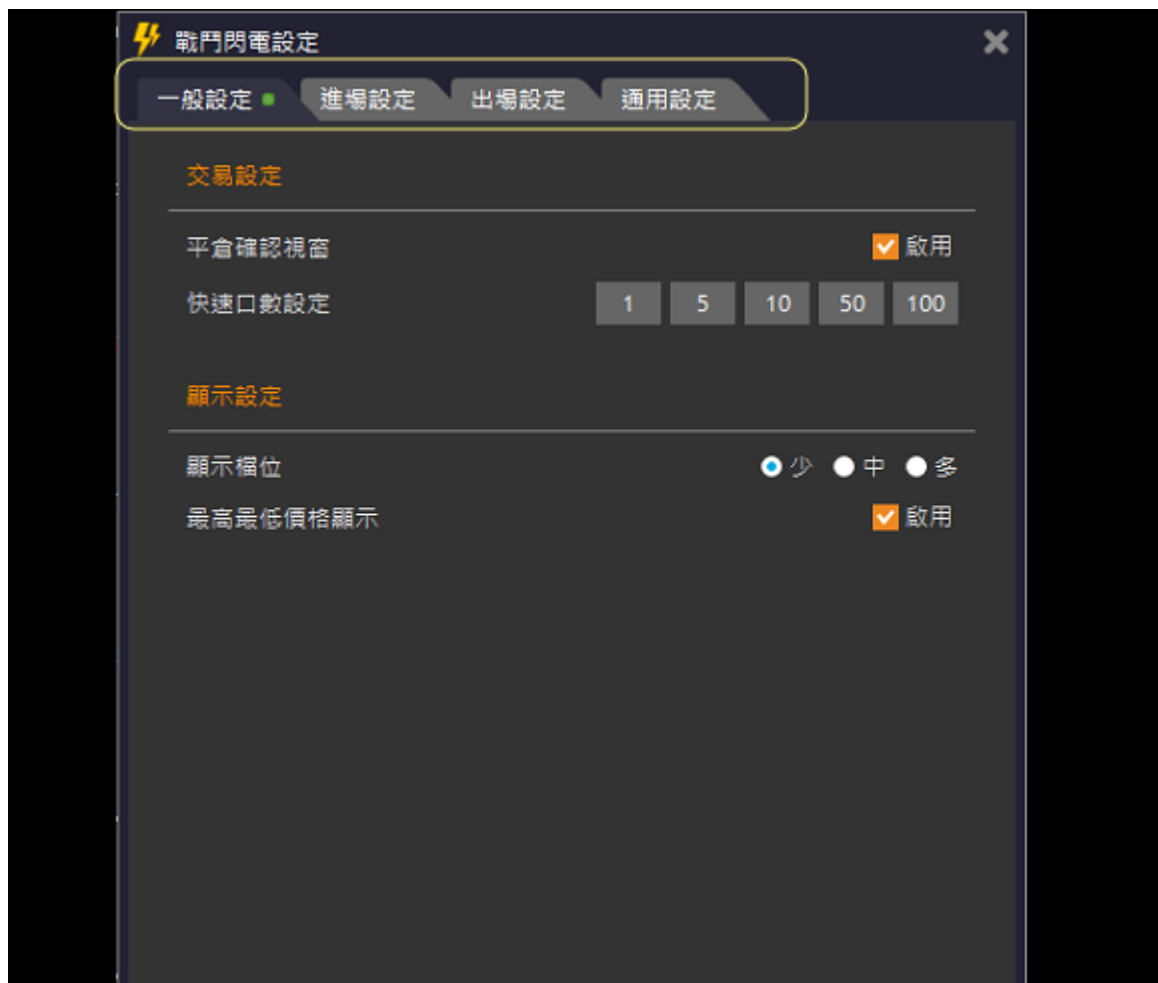 戰鬥閃電設定
一般設定 進場設定 出場設定 通用設定
交易設定
平倉確認視窗 啟用
快速口數設定 1 5 10 50 100
顯示設定
顯示檔位 少 中 多
最高最低價格顯示 啟用